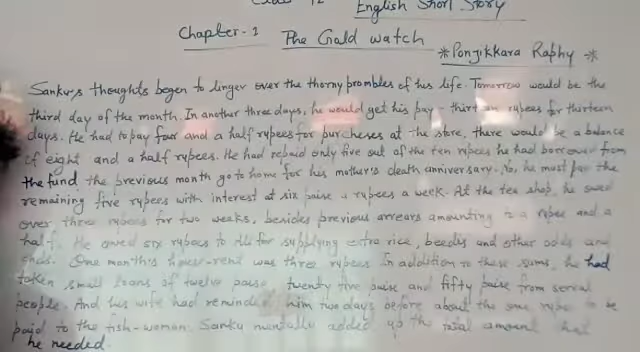 Class 12
English Short Story
Chapter-1 The Gold watch
*Ponjikkara Raphy *
Sanku,s thoughts began to linger over the thorny prombles of his life. Tomorrow would be the
third day of the month. In another three days, he would get his pay - thirteen rupees for thirteen
days. He had to pay four and a half rupees for purcheses at the store, there would be a balance
of eight and a half rupees. He had repaid only five out of the ten rupees he had borrower from
the fund the previous month go to home for his mother's death anniversary. No, he must pay the
remaining five rupees with interest at six paise a rupees a week. At the tea shop, he owed
over three rupees for two weeks, besides previous arrears amounting to a rupee and a
half. He owed six rupees to for supplying extra rice, beedis and other odds and
ends. One month's house-rent was three rupees. In addition to these sums, he had
taken small loans of twelve paise, twenty five paise and fifty paise from several
people. And his wife had reminded him two days before about the one rupee to be
paid to the fish-woman. Sanku mentally added up the total amount that
he needed.